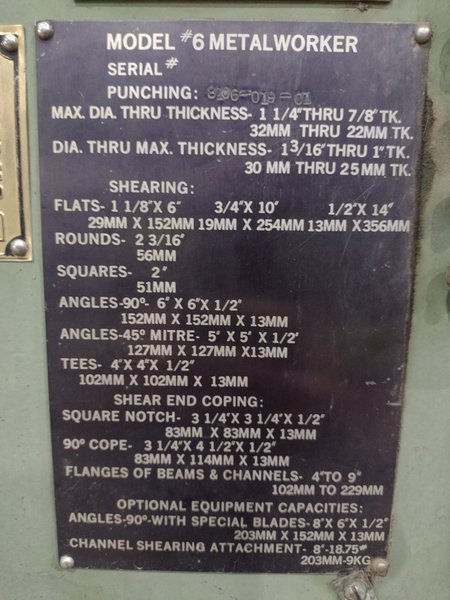 MODEL #6 METALWORKER
SERIAL#
PUNCHING: 8206-019-01
MAX. DIA. THRU THICKNESS- 1 1/4" THRU 7/8" TK.
32MM THRU 22MM TK.
DIA. THRU MAX. THICKNESS- 1 3/16" THRU 1" TK.
30 MM THRU 25 MM TK.
SHEARING:
FLATS- 1 1/8" X 6" 3/4" X 10" 1/2" X 14"
29MM X 152MM 19MM X 254MM 13MM X 356MM
ROUNDS- 2 3/16"
56MM
SQUARES- 2"
51MM
ANGLES-90°- 6" X 6" X 1/2"
152MM X 152MM X 13MM
ANGLES-45° MITRE- 5" X 5" X 1/2"
127MM X 127MM X13MM
TEES- 4"X 4"X 1/2"
102MM X 102MM X 13MM
SHEAR END COPING:
SQUARE NOTCH- 3 1/4"X 3 1/4"X 1/2"
83MM X 83MM X 13MM
90° COPE- 3 1/4"X 4 1/2"X 1/2"
83MM X 114MM X 13MM
FLANGES OF BEAMS & CHANNELS- 4"TO 9"
102MM TO 229MM
OPTIONAL EQUIPMENT CAPACITIES:
ANGLES-90°-WITH SPECIAL BLADES-8"X 6"X 1/2"
203MM X 152MM X 13MM
CHANNEL SHEARING ATTACHMENT- 8"-18.75#
203MM-9KG